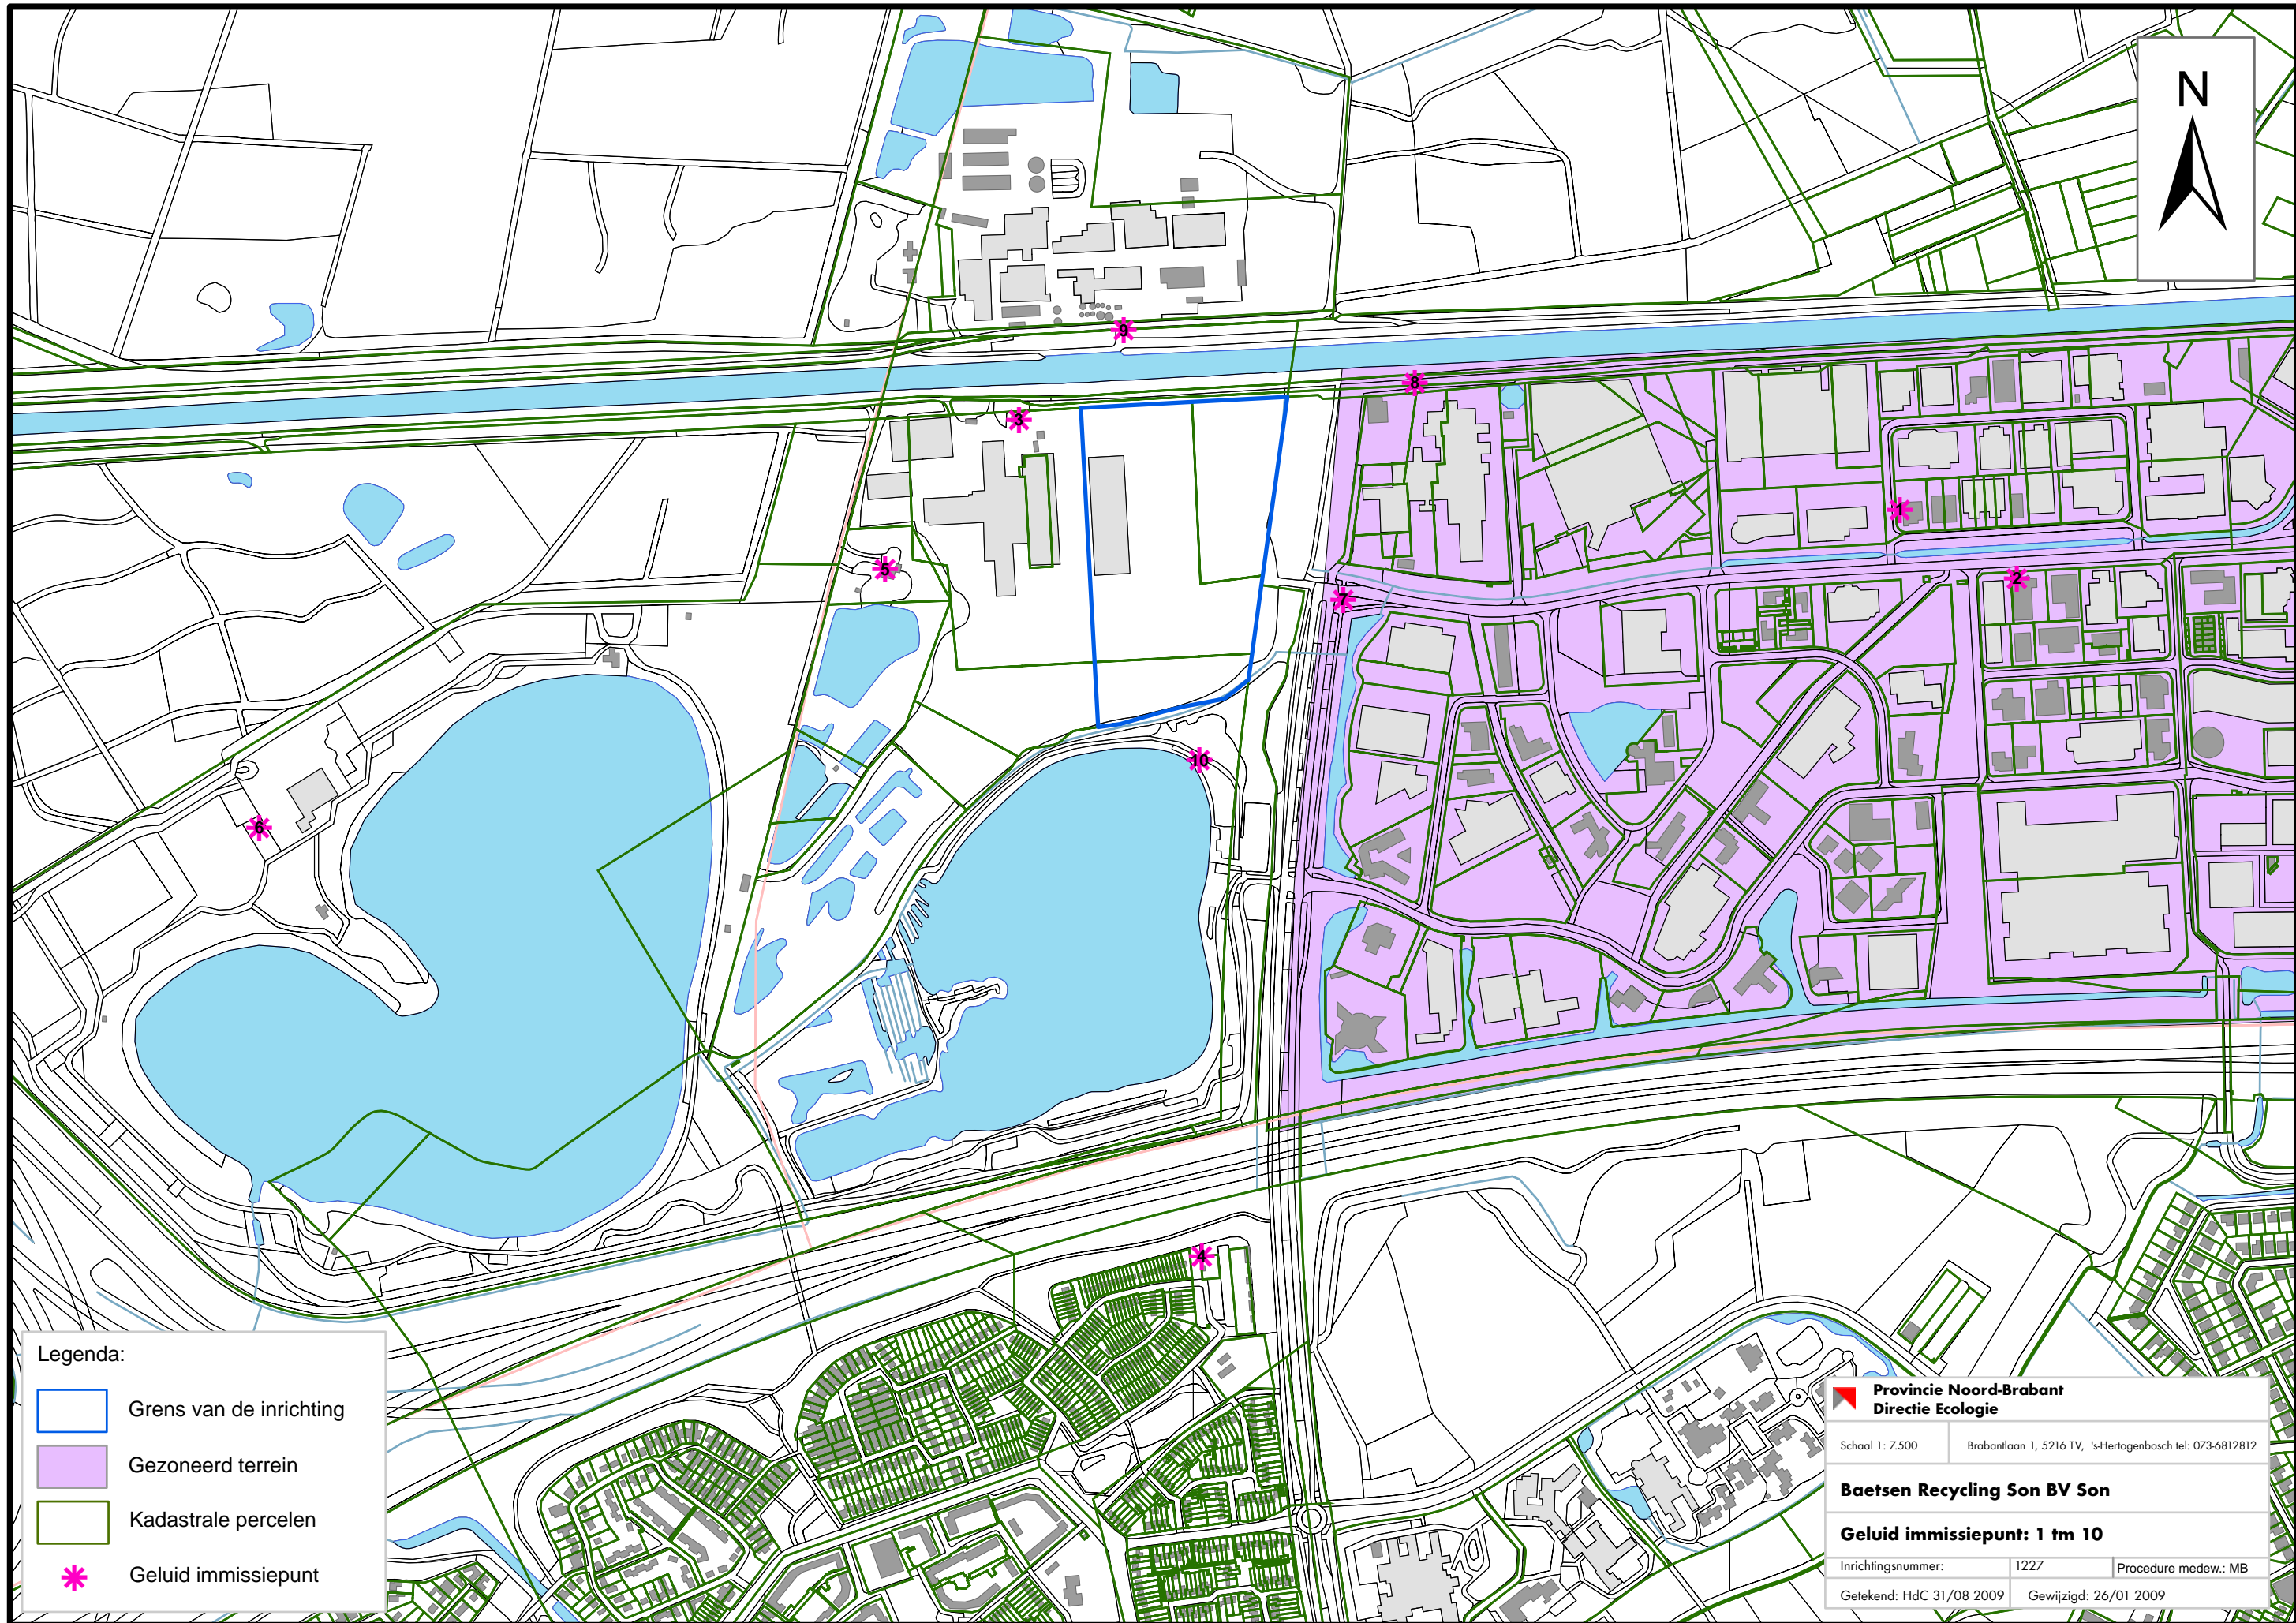 N
9
8
3
1
5
2
7
10
6
4
Legenda:
Grens van de inrichting
Gezoneerd terrein
Kadastrale percelen
Geluid immissiepunt
Provincie Noord-Brabant
Directie Ecologie
Schaal 1: 7.500 Brabantlaan 1, 5216 TV, 's-Hertogenbosch tel: 073-6812812
Baetsen Recycling Son BV Son
Geluid immissiepunt: 1 tm 10
Inrichtingsnummer: 1227 Procedure medew.: MB
Getekend: HdC 31/08 2009 Gewijzigd: 26/01 2009